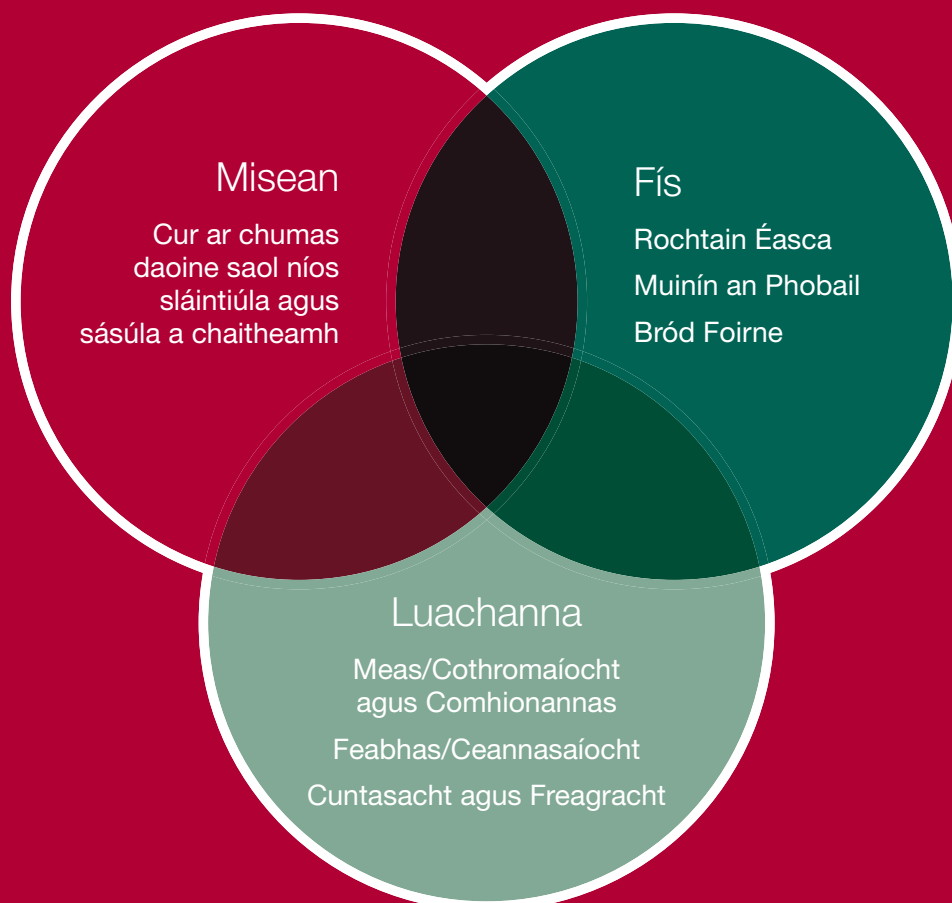 Misean
Cur ar chumas
daoine saol níos
sláintiúla agus
sásúla a chaitheamh
Fís
Rochtain Éasca
Muinín an Phobail
Bród Foirne
Luachanna
Meas/Cothromaíocht
agus Comhionannas
Feabhas/Ceannasaíocht
Cuntasacht agus Freagracht